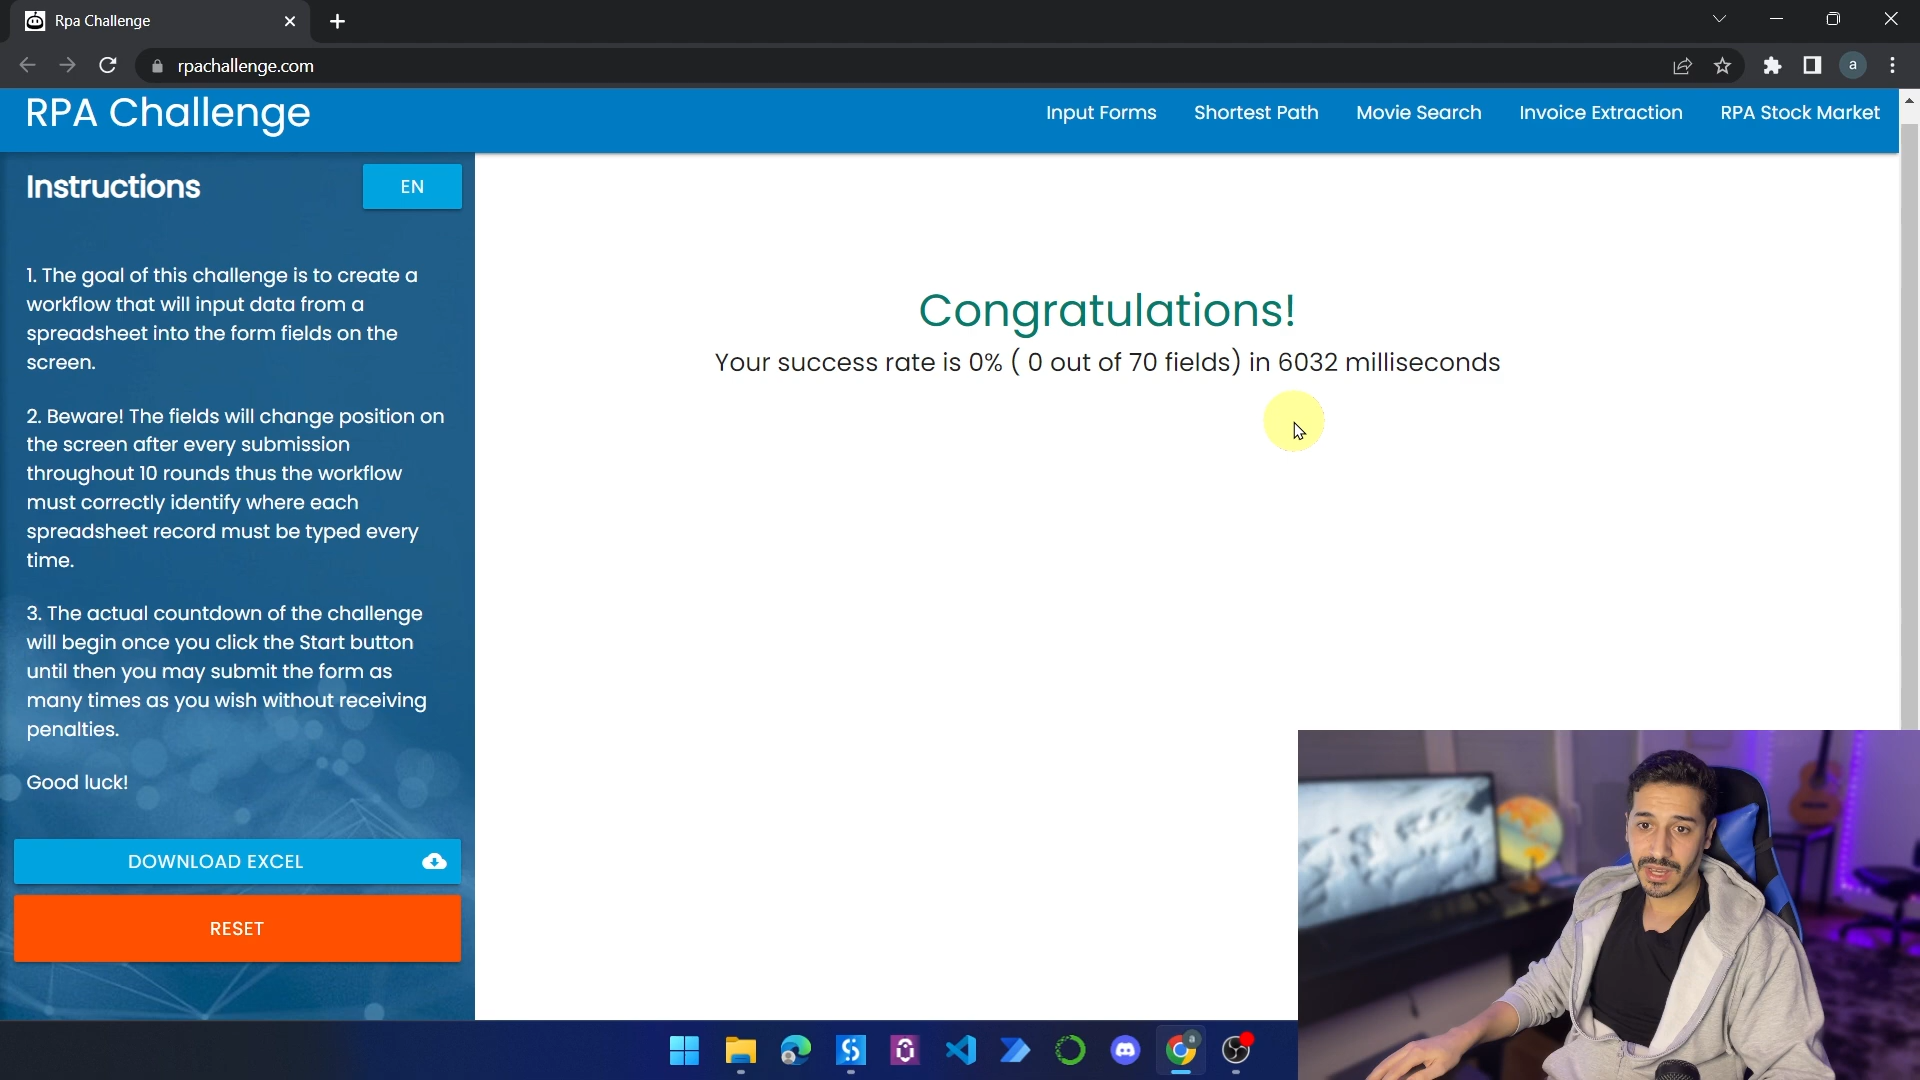 Rpa Challenge
rpachallenge.com
a
RPA Challenge
Input Forms
Shortest Path
Movie Search
Invoice Extraction
RPA Stock Market
Instructions
EN
1. The goal of this challenge is to create a
workflow that will input data from a
spreadsheet into the form fields on the
screen.
2. Beware! The fields will change position on
the screen after every submission
throughout 10 rounds thus the workflow
must correctly identify where each
spreadsheet record must be typed every
time.
3. The actual countdown of the challenge
will begin once you click the Start button
until then you may submit the form as
many times as you wish without receiving
penalties.
Good luck!
DOWNLOAD EXCEL
RESET
Congratulations!
Your success rate is 0% ( 0 out of 70 fields) in 6032 milliseconds